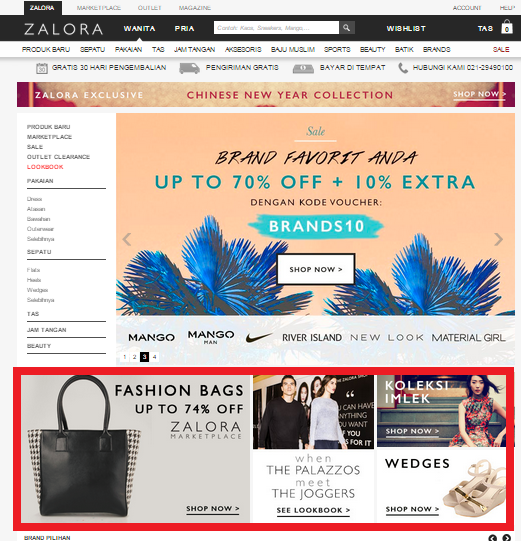 ZALORA MARKETPLACE OUTLET MAGAZINE ACCOUNT HELP
ZALORA WANITA PRIA Contoh: Kaos, Sneakers, Mango.... WISHLIST TAS 0
PRODUK BARU SEPATU PAKAIAN TAS JAM TANGAN AKSESORIS BAJU MUSLIM SPORTS BEAUTY BATIK BRANDS SALE
GRATIS 30 HARI PENGEMBALIAN PENGIRIMAN GRATIS BAYAR DI TEMPAT HUBUNGI KAMI 021-29490100
ZALORA EXCLUSIVE CHINESE NEW YEAR COLLECTION SHOP NOW >
PRODUK BARU
MARKETPLACE
SALE
OUTLET CLEARANCE
LOOKBOOK
PAKAIAN
Dress
Atasan
Bawahan
Outerwear
Selebihnya
SEPATU
Flats
Heels
Wedges
Selebihnya
TAS
JAM TANGAN
BEAUTY
Sale
BRAND FAVORIT ANDA
UP TO 70% OFF + 10% EXTRA
DENGAN KODE VOUCHER:
BRANDS10
SHOP NOW >
MANGO MANGO MAN RIVER ISLAND NEW LOOK MATERIAL GIRL
1 2 3 4
FASHION BAGS
UP TO 74% OFF
ZALORA
MARKETPLACE
SHOP NOW >
YOU CAN
HAVE
ANYTHING
YOU WANT
IF YOU
DRESS
FOR IT
when
THE PALAZZOS
meet
THE JOGGERS
SEE LOOKBOOK >
KOLEKSI
IMLEK
SHOP NOW >
WEDGES
SHOP NOW >
BRAND PILIHAN